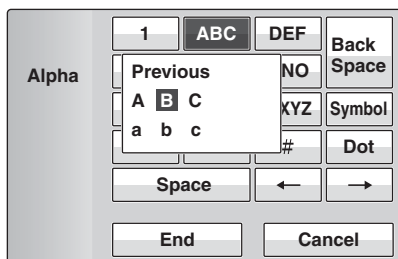 1 ABC DEF Back Space
Alpha
Previous
A B C
a b c
NO
XYZ Symbol
# Dot
Space ← →
End Cancel